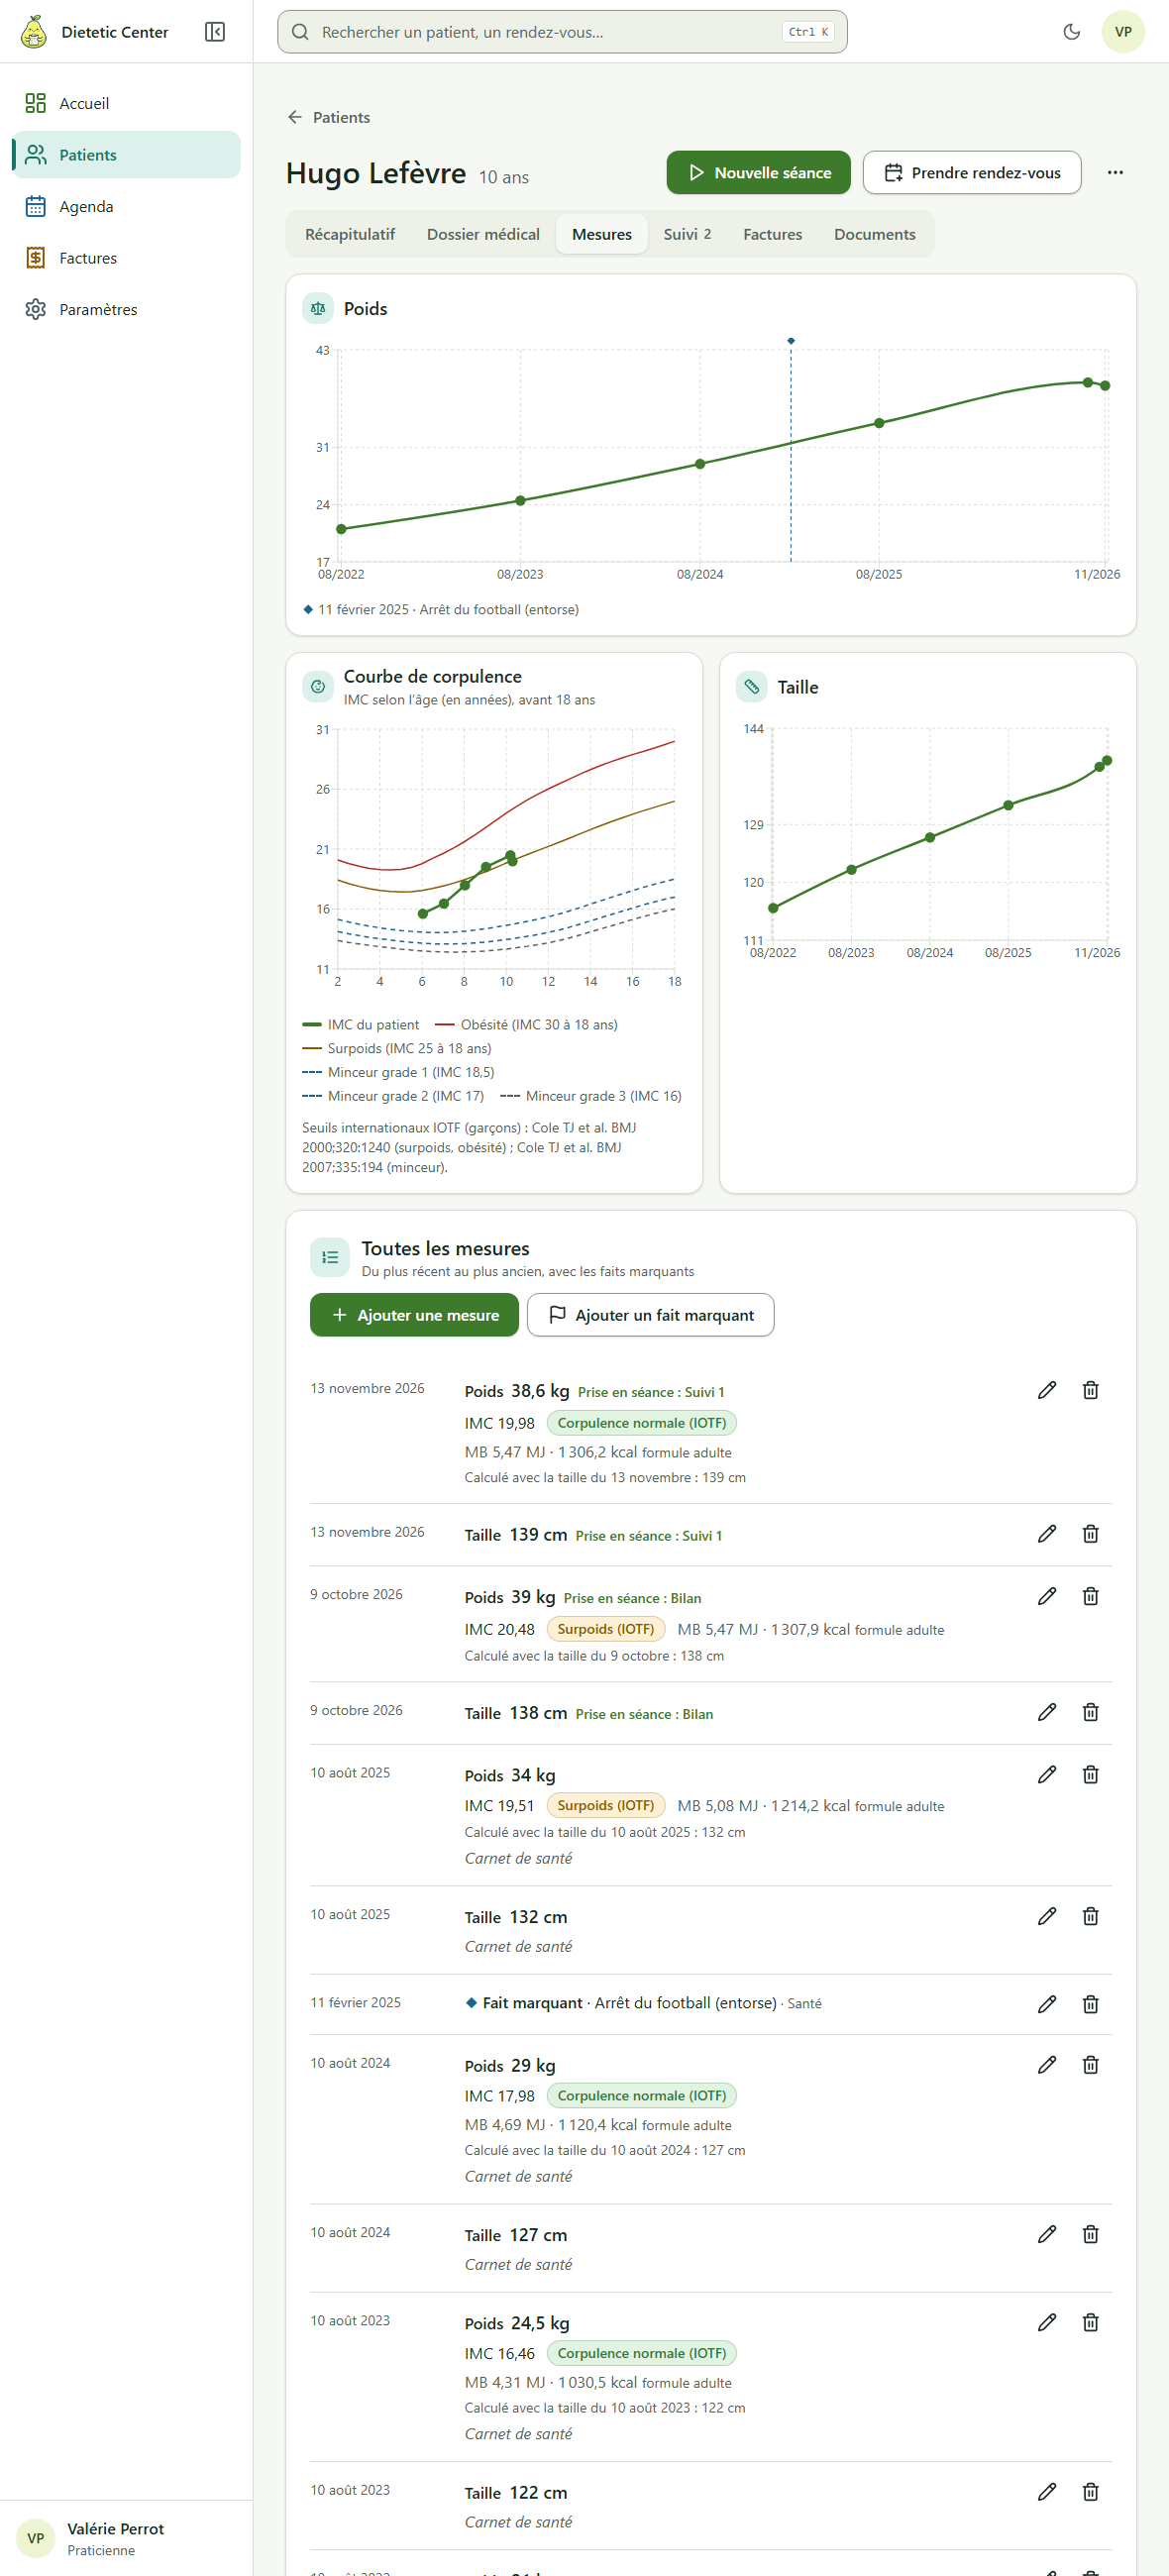 Dietetic Center
Rechercher un patient, un rendez-vous...
Ctrl K
VP
Accueil
Patients
Agenda
Factures
Paramètres
Patients
Hugo Lefèvre 10 ans
Nouvelle séance
Prendre rendez-vous
Récapitulatif
Dossier médical
Mesures
Suivi 2
Factures
Documents
Poids
43
31
24
17
08/2022
08/2023
08/2024
08/2025
11/2026
11 février 2025 · Arrêt du football (entorse)
Courbe de corpulence
IMC selon l'âge (en années), avant 18 ans
31
26
21
16
11
2
4
6
8
10
12
14
16
18
IMC du patient
Obésité (IMC 30 à 18 ans)
Surpoids (IMC 25 à 18 ans)
Minceur grade 1 (IMC 18,5)
Minceur grade 2 (IMC 17)
Minceur grade 3 (IMC 16)
Seuils internationaux IOTF (garçons) : Cole TJ et al. BMJ
2000;320:1240 (surpoids, obésité) ; Cole TJ et al. BMJ
2007;335:194 (minceur).
Taille
144
129
120
111
08/2022
08/2023
08/2024
08/2025
11/2026
Toutes les mesures
Du plus récent au plus ancien, avec les faits marquants
Ajouter une mesure
Ajouter un fait marquant
13 novembre 2026
Poids 38,6 kg Prise en séance : Suivi 1
IMC 19,98 Corpulence normale (IOTF)
MB 5,47 MJ · 1 306,2 kcal formule adulte
Calculé avec la taille du 13 novembre : 139 cm
13 novembre 2026
Taille 139 cm Prise en séance : Suivi 1
9 octobre 2026
Poids 39 kg Prise en séance : Bilan
IMC 20,48 Surpoids (IOTF) MB 5,47 MJ · 1 307,9 kcal formule adulte
Calculé avec la taille du 9 octobre : 138 cm
9 octobre 2026
Taille 138 cm Prise en séance : Bilan
10 août 2025
Poids 34 kg
IMC 19,51 Surpoids (IOTF) MB 5,08 MJ · 1 214,2 kcal formule adulte
Calculé avec la taille du 10 août 2025 : 132 cm
Carnet de santé
10 août 2025
Taille 132 cm
Carnet de santé
11 février 2025
Fait marquant · Arrêt du football (entorse) · Santé
10 août 2024
Poids 29 kg
IMC 17,98 Corpulence normale (IOTF)
MB 4,69 MJ · 1 120,4 kcal formule adulte
Calculé avec la taille du 10 août 2024 : 127 cm
Carnet de santé
10 août 2024
Taille 127 cm
Carnet de santé
10 août 2023
Poids 24,5 kg
IMC 16,46 Corpulence normale (IOTF)
MB 4,31 MJ · 1 030,5 kcal formule adulte
Calculé avec la taille du 10 août 2023 : 122 cm
Carnet de santé
10 août 2023
Taille 122 cm
Carnet de santé
VP
Valérie Perrot
Praticienne